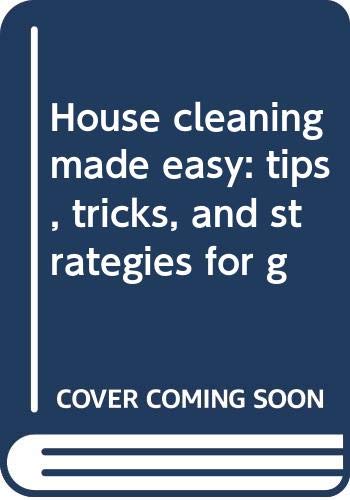 House cleaning
made easy: tips
, tricks, and st
rategies for g
COVER COMING SOON